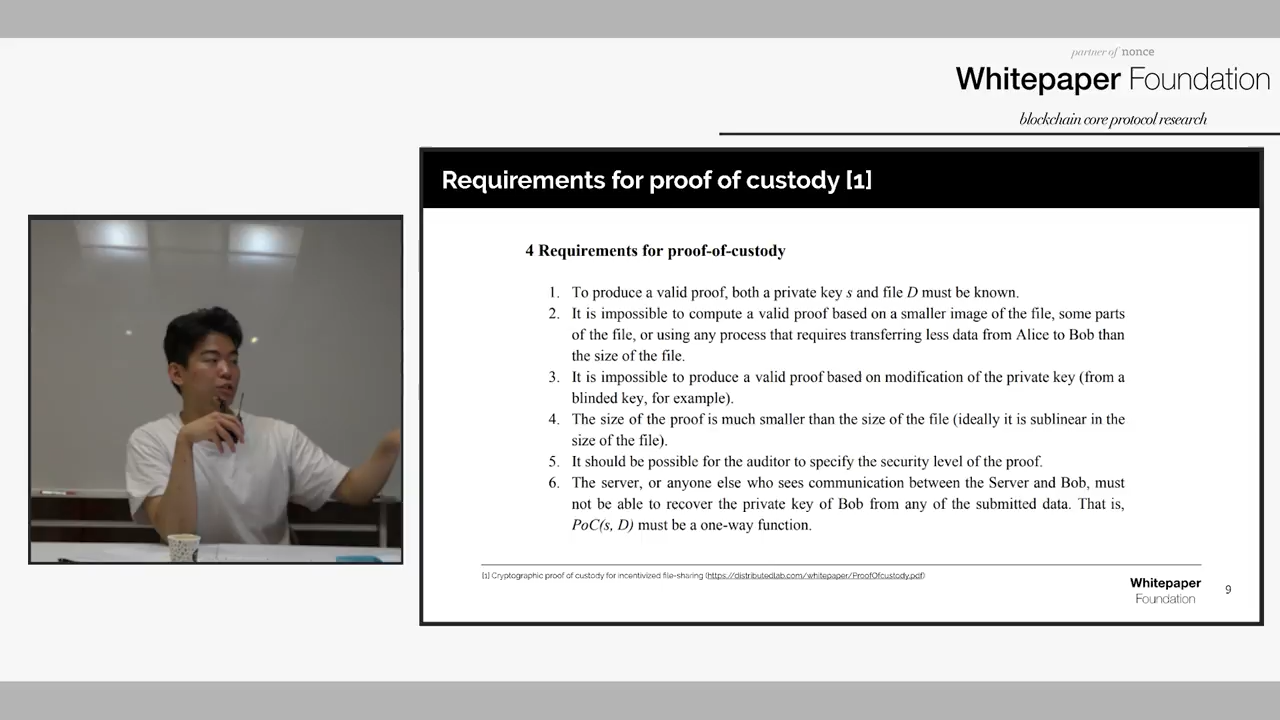 partner of nonce
Whitepaper Foundation
blockchain core protocol research
Requirements for proof of custody [1]
4 Requirements for proof-of-custody
1. To produce a valid proof, both a private key s and file D must be known.
2. It is impossible to compute a valid proof based on a smaller image of the file, some parts
of the file, or using any process that requires transferring less data from Alice to Bob than
the size of the file.
3. It is impossible to produce a valid proof based on modification of the private key (from a
blinded key, for example).
4. The size of the proof is much smaller than the size of the file (ideally it is sublinear in the
size of the file).
5. It should be possible for the auditor to specify the security level of the proof.
6. The server, or anyone else who sees communication between the Server and Bob, must
not be able to recover the private key of Bob from any of the submitted data. That is,
PoC(s, D) must be a one-way function.
[1] Cryptographic proof of custody for incentivized file-sharing (https://distributedlab.com/whitepaper/ProofOfcustody.pdf)
Whitepaper
Foundation
9